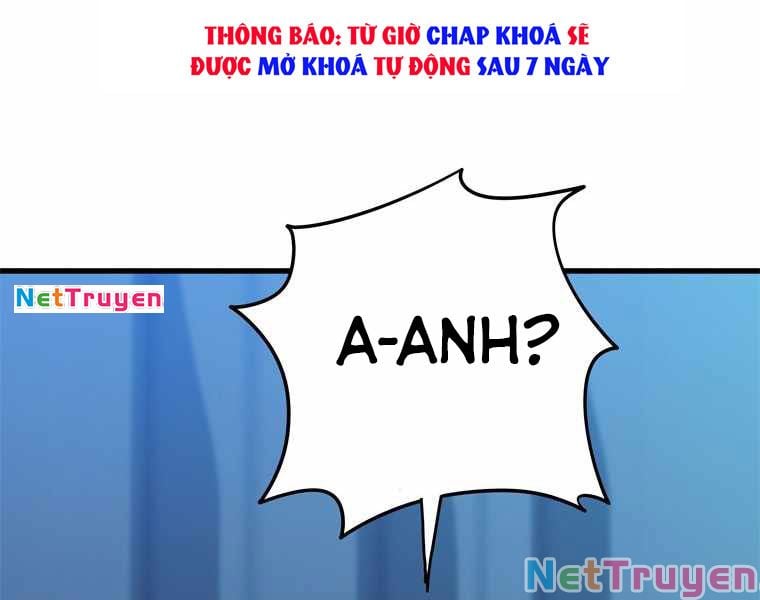 THÔNG BÁO: TỪ GIỜ CHAP KHOÁ SẼ
ĐƯỢC MỞ KHOÁ TỰ ĐỘNG SAU 7 NGÀY
NetTruyen
A-ANH?
NetTruyen